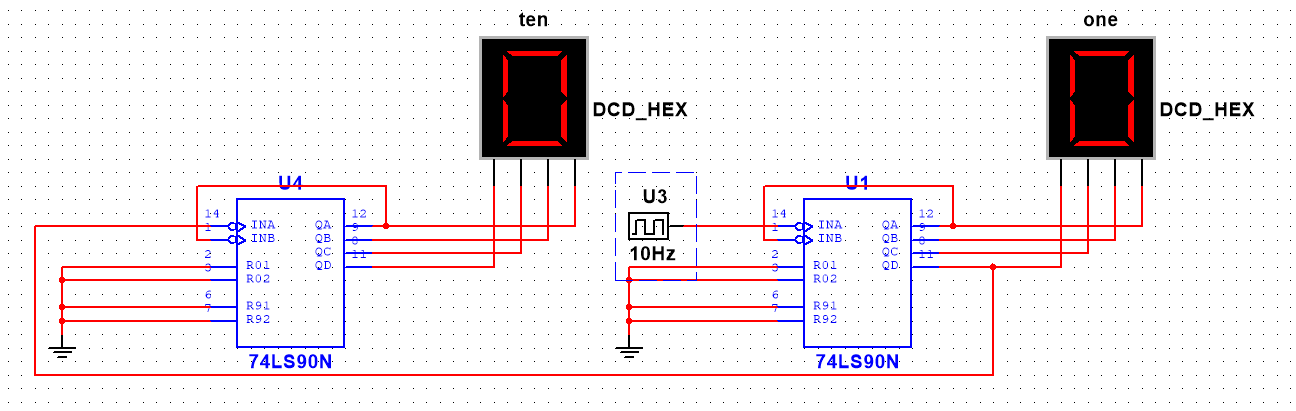 ten
one
DCD_HEX
DCD_HEX
U4
U3
U1
10Hz
14
1
2
3
6
7
INA
INB
R01
R02
R91
R92
QA
QB
QC
QD
12
9
8
11
74LS90N
14
1
2
3
6
7
INA
INB
R01
R02
R91
R92
QA
QB
QC
QD
12
9
8
11
74LS90N